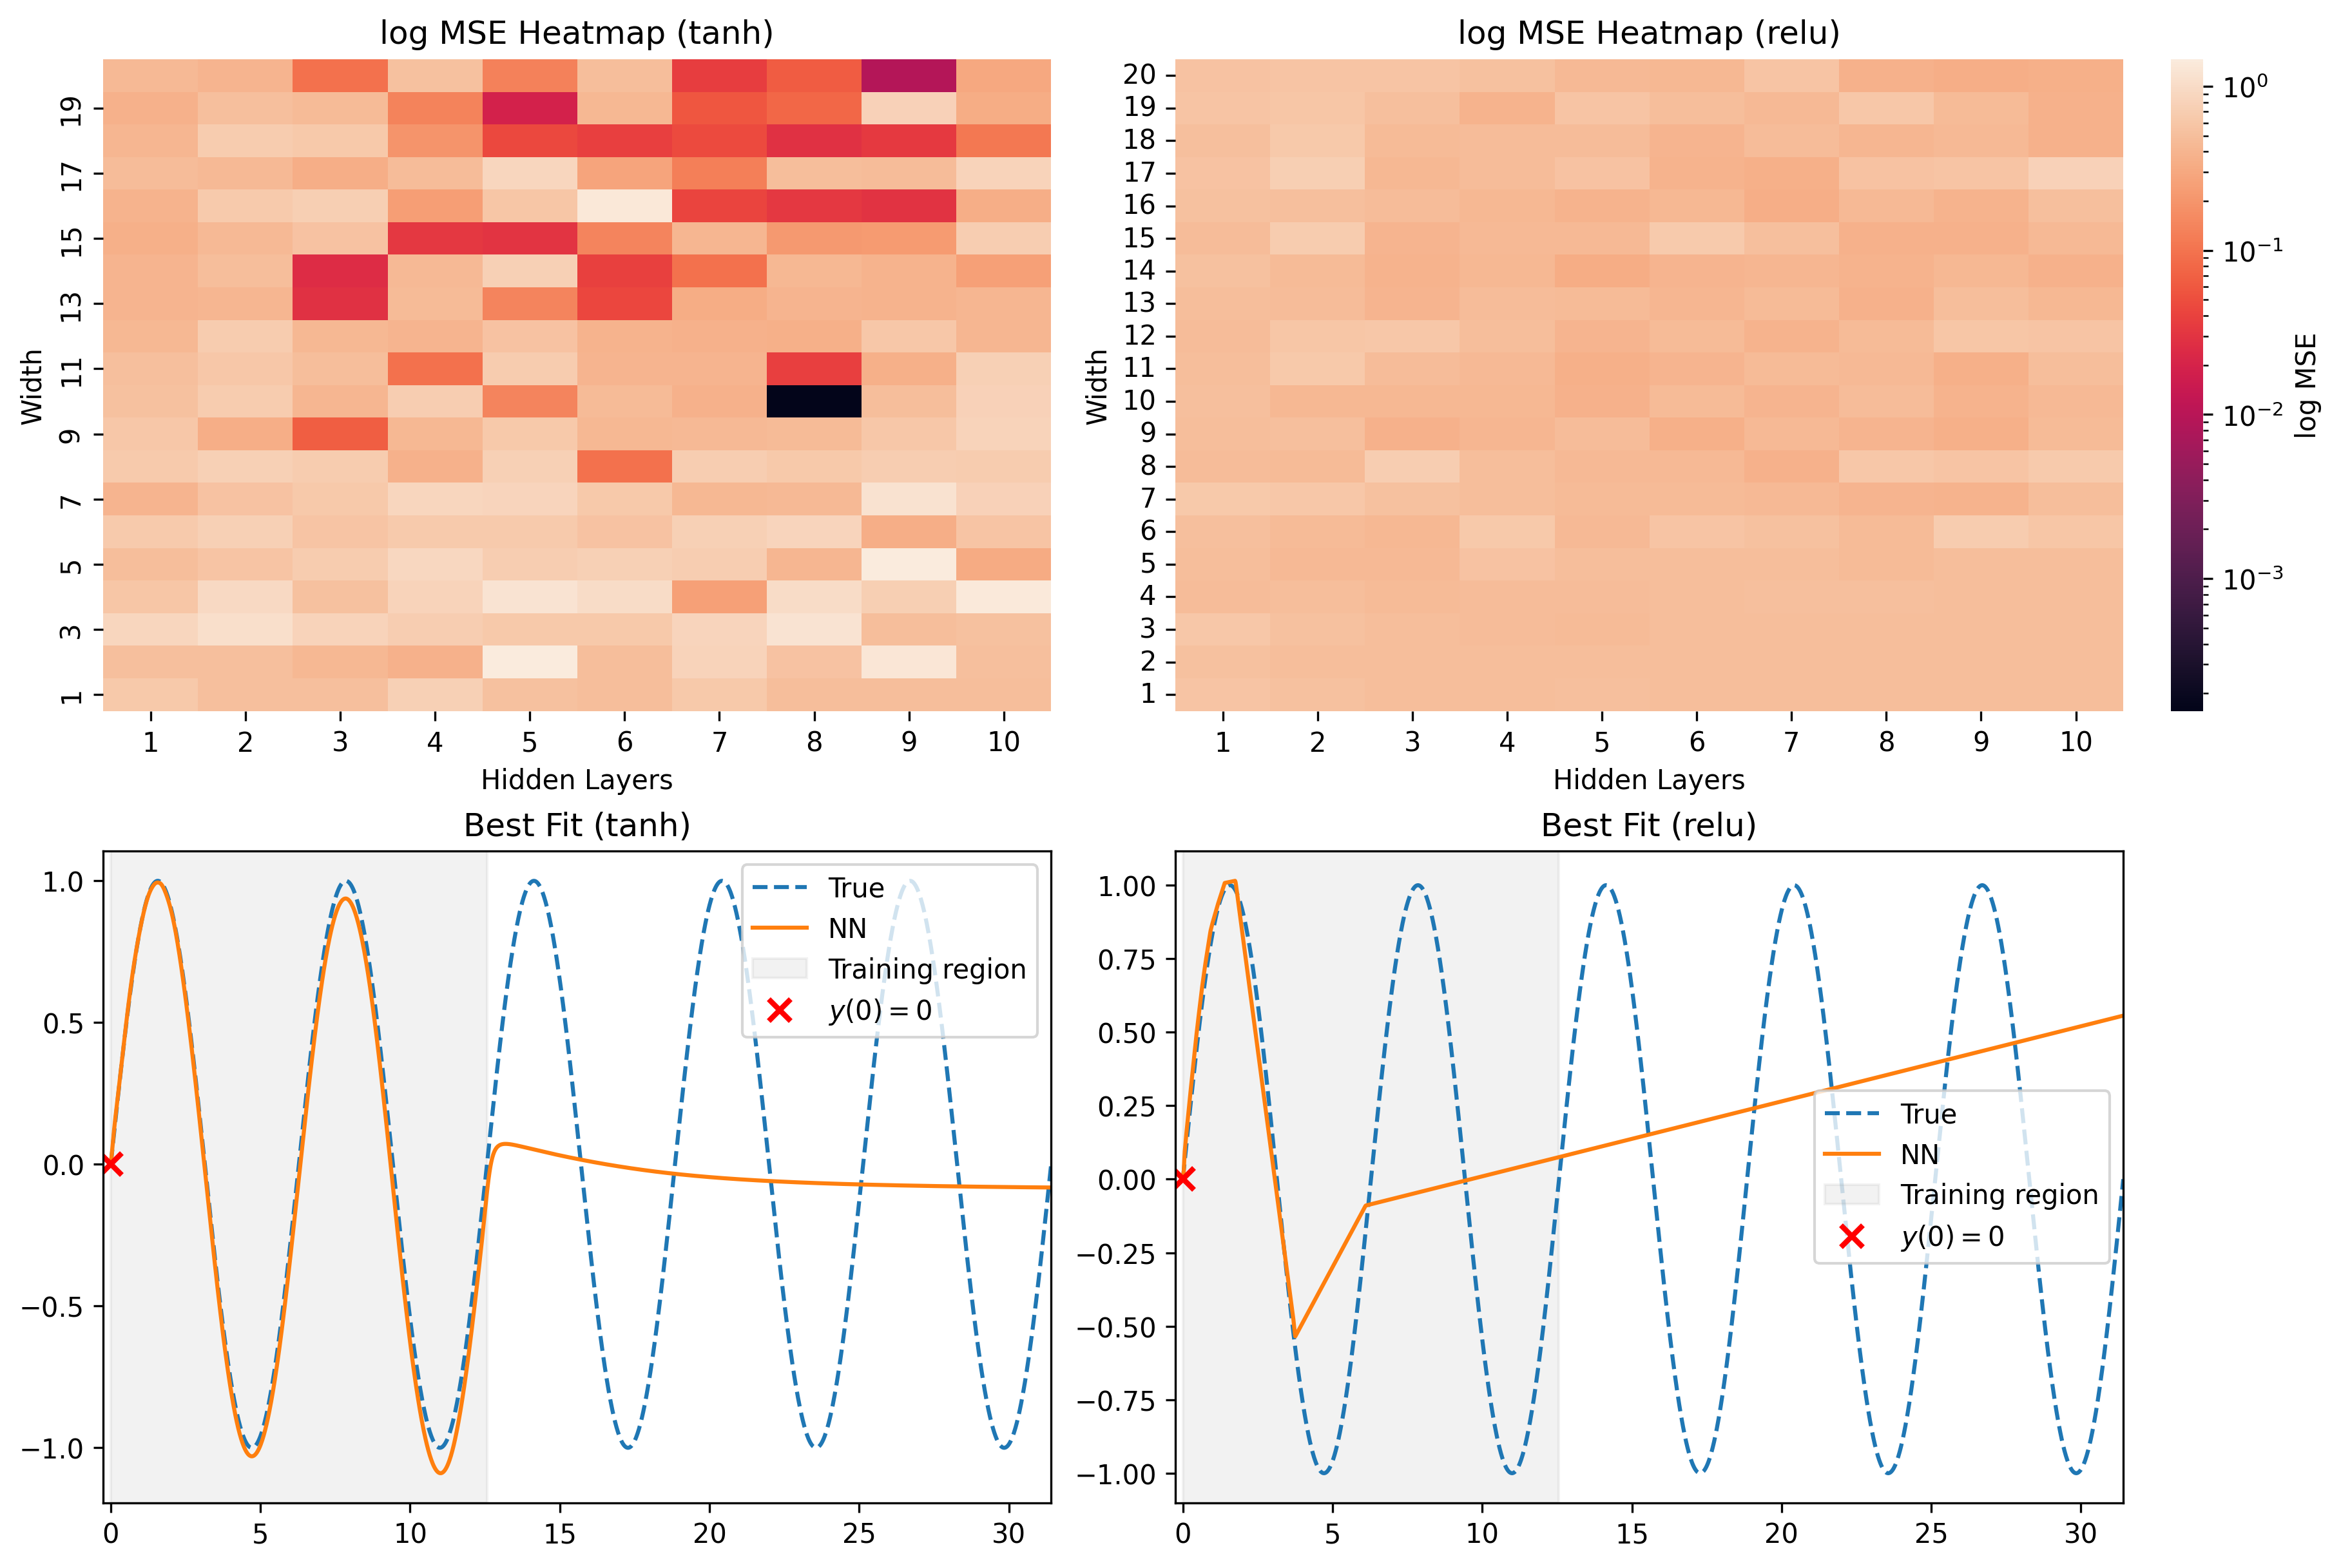 log MSE Heatmap (tanh)
19
17
15
13
11
9
7
5
3
1
Width
1 2 3 4 5 6 7 8 9 10
Hidden Layers
log MSE Heatmap (relu)
20
19
18
17
16
15
14
13
12
11
10
9
8
7
6
5
4
3
2
1
Width
1 2 3 4 5 6 7 8 9 10
Hidden Layers
10⁰
10⁻¹
10⁻²
10⁻³
log MSE
Best Fit (tanh)
1.0
0.5
0.0
−0.5
−1.0
True
NN
Training region
y(0) = 0
0 5 10 15 20 25 30
Best Fit (relu)
1.00
0.75
0.50
0.25
0.00
−0.25
−0.50
−0.75
−1.00
True
NN
Training region
y(0) = 0
0 5 10 15 20 25 30